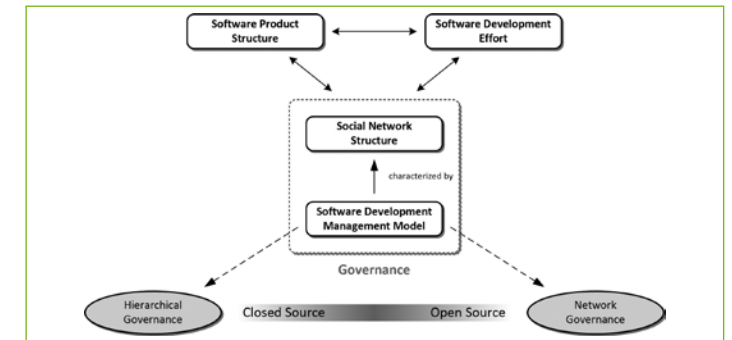 Software Product
Structure
Software Development
Effort
Social Network
Structure
characterized by
Software Development
Management Model
Governance
Hierarchical
Governance
Closed Source
Open Source
Network
Governance